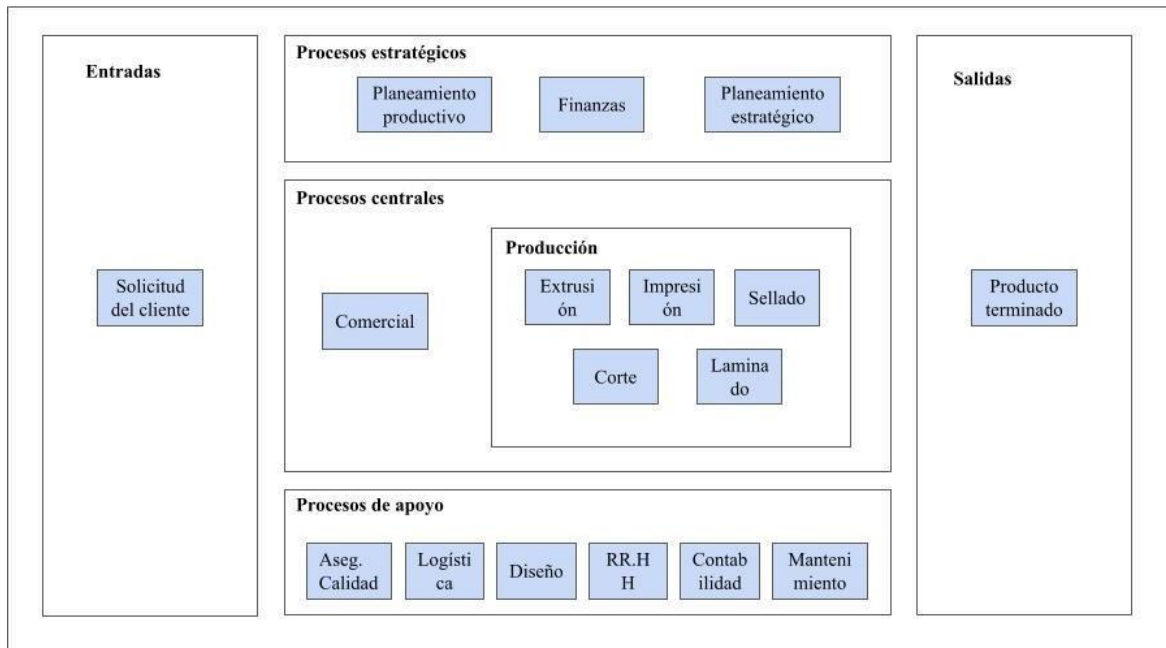 Entradas
Solicitud
del cliente
Procesos estratégicos
Planeamiento
productivo
Finanzas
Planeamiento
estratégico
Procesos centrales
Comercial
Producción
Extrusi
ón
Impresi
ón
Sellado
Corte
Lamina
do
Procesos de apoyo
Aseg.
Calidad
Logísti
ca
Diseño
RR.H
H
Contab
ilidad
Manteni
miento
Salidas
Producto
terminado